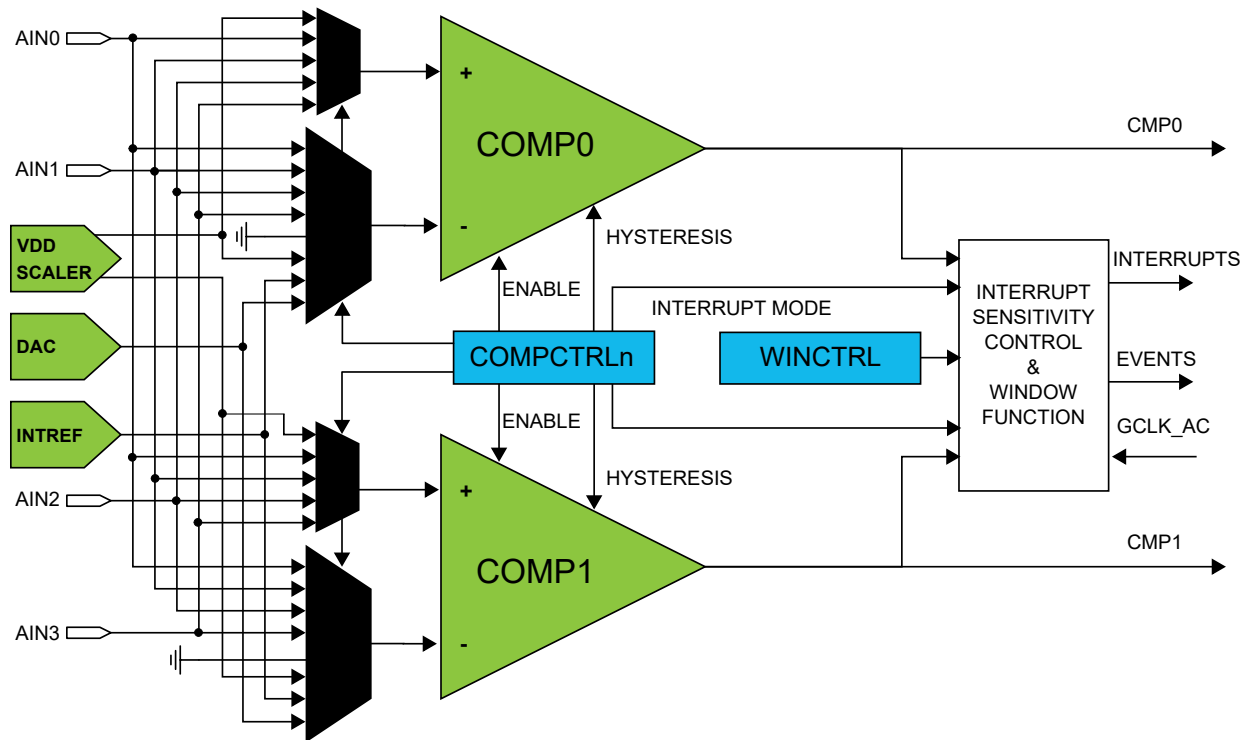 AIN0
+
COMP0
-
CMP0
AIN1
VDD
SCALER
HYSTERESIS
ENABLE
INTERRUPT MODE
INTERRUPTS
DAC
COMPCTRLn
WINCTRL
INTERRUPT
SENSITIVITY
CONTROL
&
WINDOW
FUNCTION
EVENTS
INTREF
ENABLE
GCLK_AC
HYSTERESIS
AIN2
+
COMP1
-
CMP1
AIN3